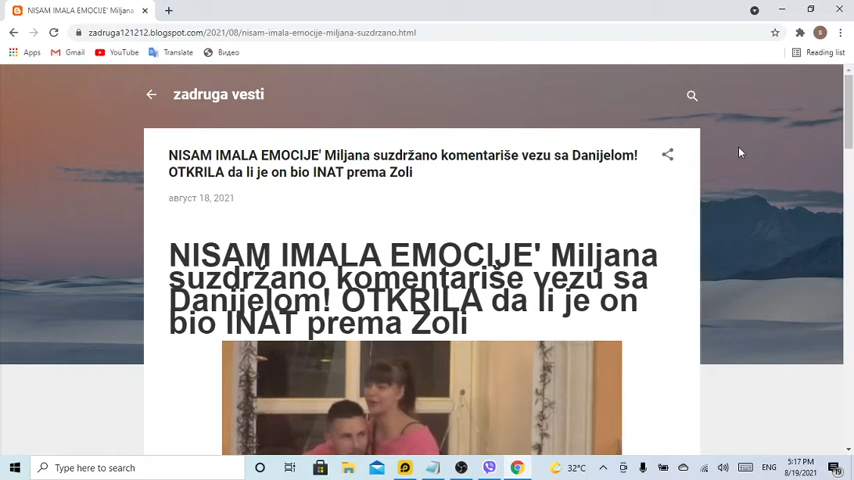 NISAM IMALA EMOCIJE' Miljana
zadruga121212.blogspot.com/2021/08/nisam-imala-emocije-miljana-suzdrzano.html
B
Apps
Gmail
YouTube
Translate
Видео
Reading list
zadruga vesti
NISAM IMALA EMOCIJE' Miljana suzdržano komentariše vezu sa Danijelom!
OTKRILA da li je on bio INAT prema Zoli
август 18, 2021
NISAM IMALA EMOCIJE' Miljana
suzdržano komentariše vezu sa
Danijelom! OTKRILA da li je on
bio INAT prema Zoli
Type here to search
32°C
ENG
5:17 PM
8/19/2021
19